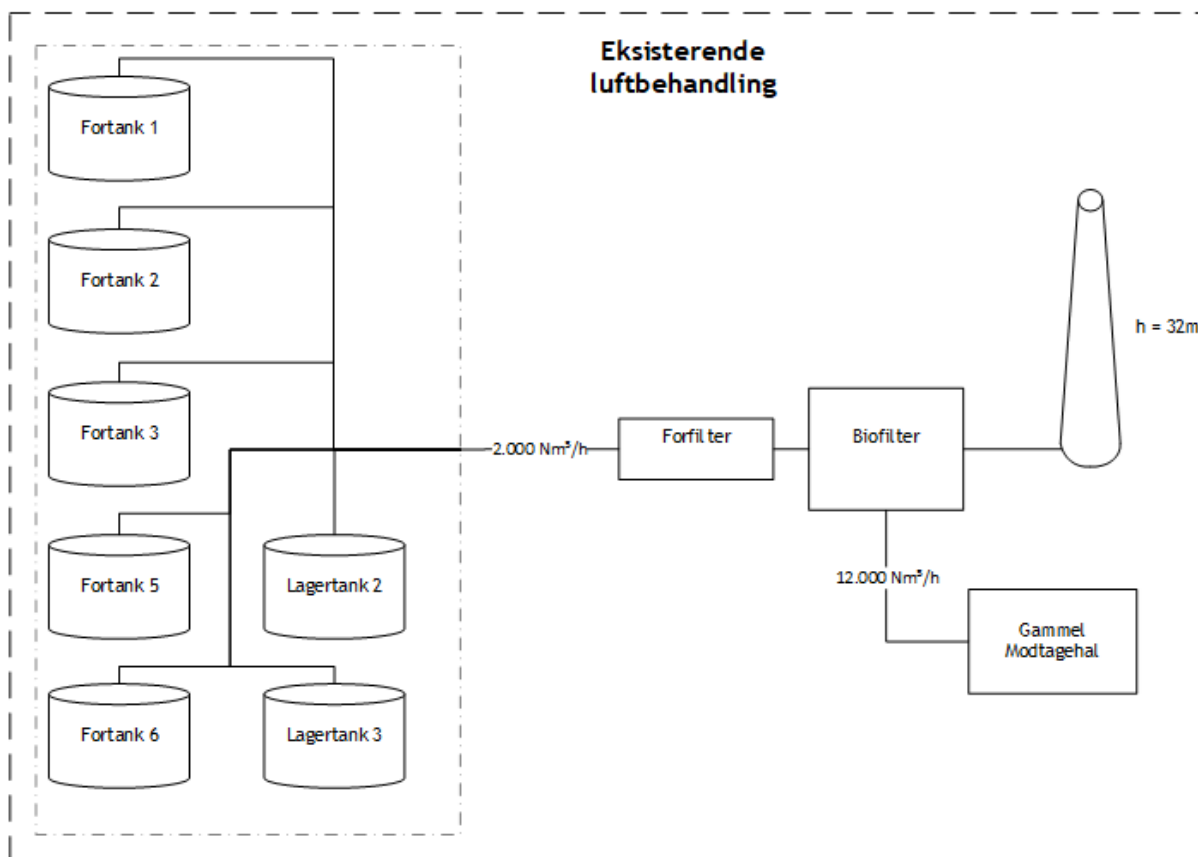 Eksisterende
luftbehandling
Fortank 1
Fortank 2
Fortank 3
Fortank 5
Lagertank 2
Fortank 6
Lagertank 3
2.000 Nm³/h
Forfilter
Biofilter
h = 32m
12.000 Nm³/h
Gammel
Modtagehal